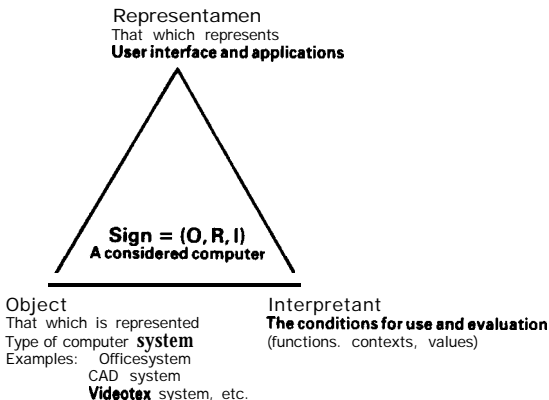 Representamen
That which represents
User interface and applications
Sign = (O, R, I)
A considered computer
Object
That which is represented
Type of computer system
Examples: Officesystem
CAD system
Videotex system, etc.
Interpretant
The conditions for use and evaluation
(functions. contexts, values)